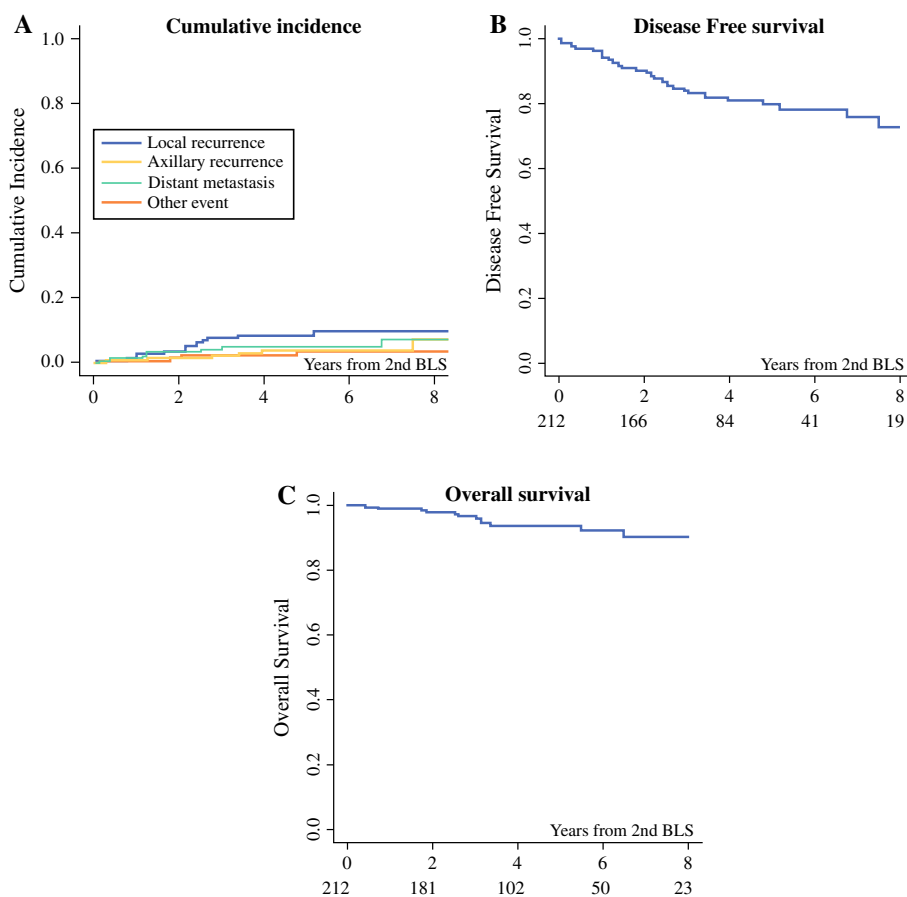 A Cumulative incidence
Cumulative Incidence
1.0
0.8
0.6
0.4
0.2
0.0
Local recurrence
Axillary recurrence
Distant metastasis
Other event
Years from 2nd BLS
0 2 4 6 8
B Disease Free survival
Disease Free Survival
1.0
0.8
0.6
0.4
0.2
0.0
Years from 2nd BLS
0 2 4 6 8
212 166 84 41 19
C Overall survival
Overall Survival
1.0
0.8
0.6
0.4
0.2
0.0
Years from 2nd BLS
0 2 4 6 8
212 181 102 50 23